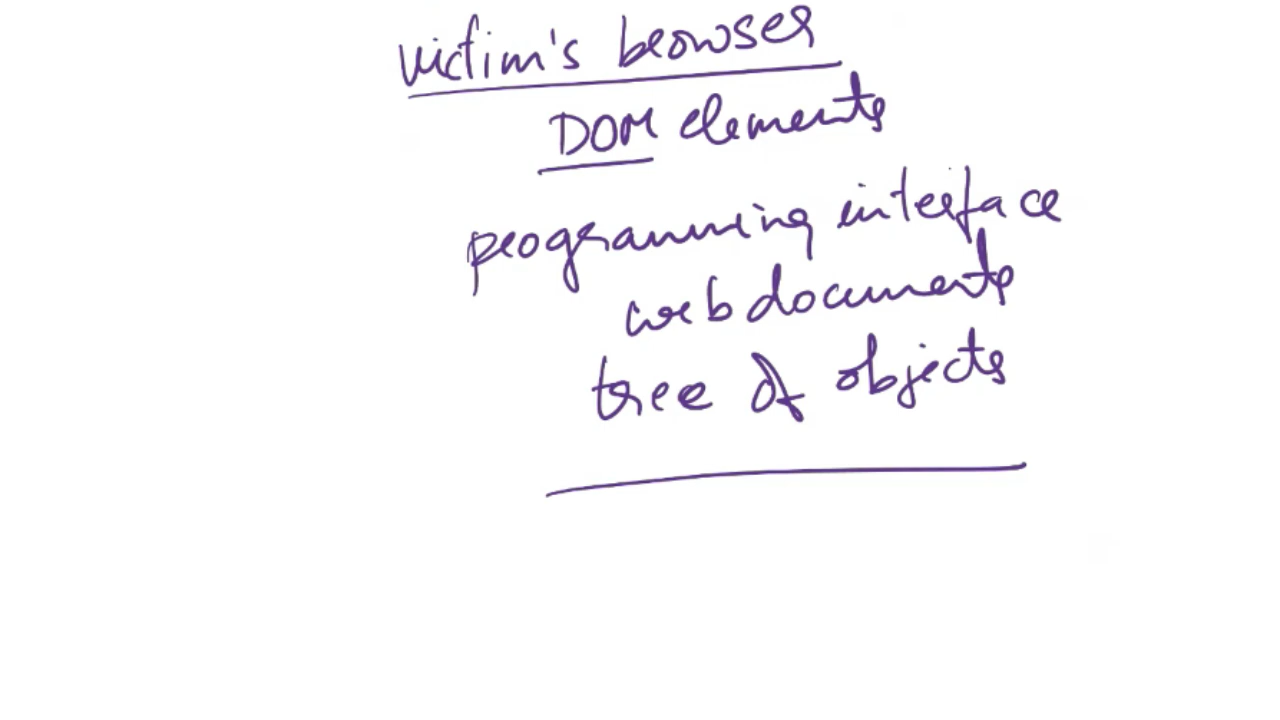 victim's browser
DOM elements
programming interface
web documents
tree of objects